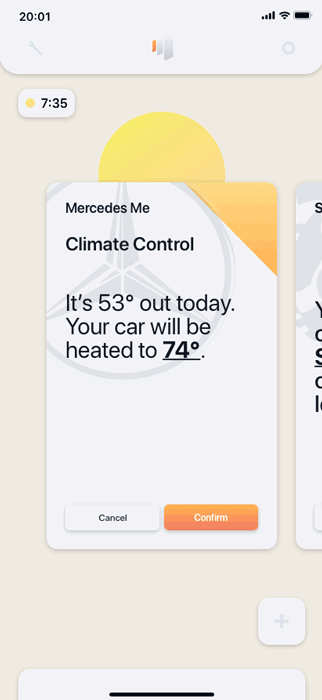 20:01
7:35
Mercedes Me
Climate Control
It's 53° out today.
Your car will be
heated to 74°.
Cancel
Confirm